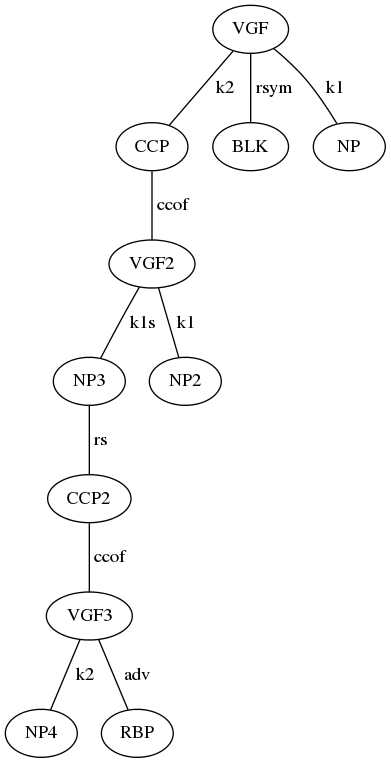 VGF
k2 rsym k1
CCP BLK NP
ccof
VGF2
k1s k1
NP3 NP2
rs
CCP2
ccof
VGF3
k2 adv
NP4 RBP